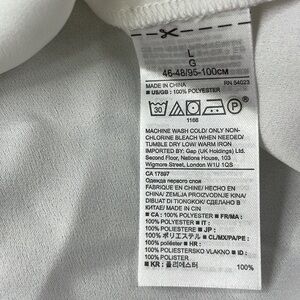 L
G
46-48/95-100CM
MADE IN CHINA
RN 54023
■ US/GB : 100% POLYESTER
30
P
1166
MACHINE WASH COLD/ ONLY NON-
CHLORINE BLEACH WHEN NEEDED/
TUMBLE DRY LOW/ WARM IRON
IMPORTED BY: Gap (UK Holdings) Ltd.
Second Floor, Nations House, 103
Wigmore Street, London W1U 1QS
CA 17897
Одежда первого слоя
FABRIQUE EN CHINE/ HECHO EN
CHINA/ ZEMLJA PROIZVODNJE KINA/
DIBUAT DI TIONGKOK/ СДЕЛАНО В
КИТАЕ/ MADE IN CIN
■ CA : 100% POLYESTER ■ FR/MA :
100% POLYESTER ■ IT :
100% POLIESTERE ■ JP :
100% ポリエステル ■ CL/MX/PA/PE :
100% poliéster ■ HR :
100% POLIESTERSKO VLAKNO ■ ID :
100% POLISTER
■ KR : 폴리에스터 100%